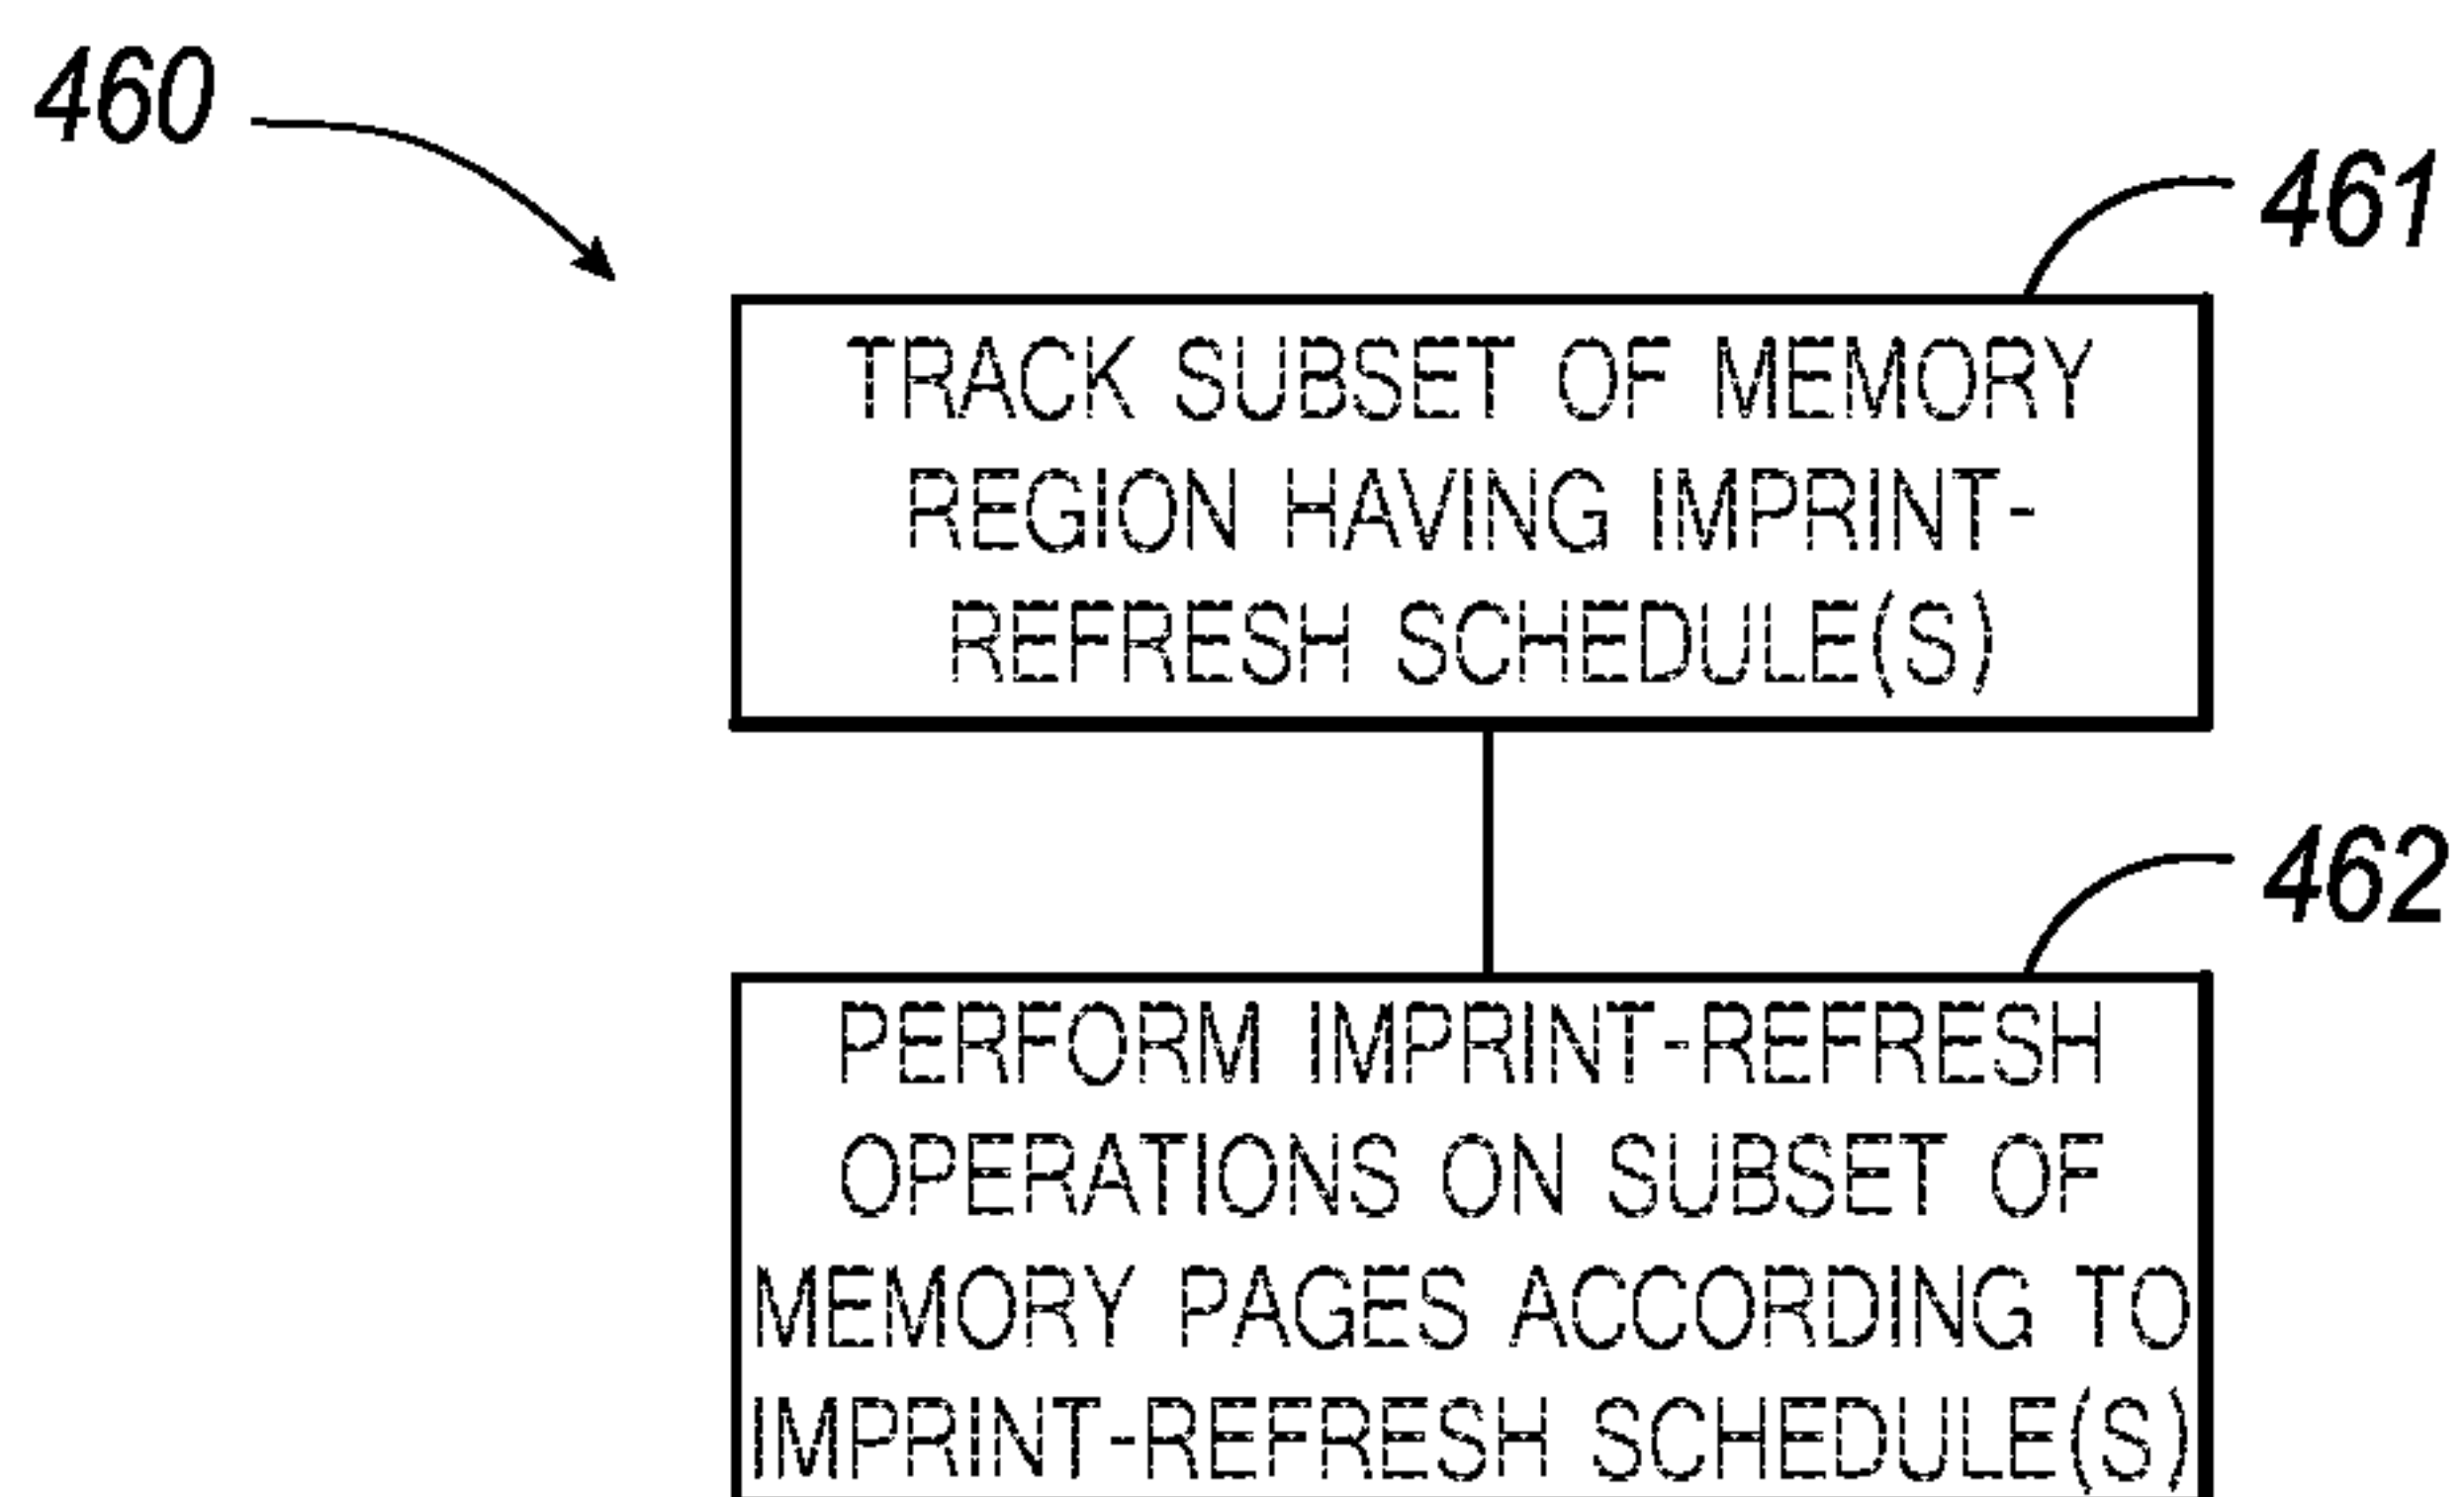 460
461
TRACK SUBSET OF MEMORY
REGION HAVING IMPRINT-
REFRESH SCHEDULE(S)
462
PERFORM IMPRINT-REFRESH
OPERATIONS ON SUBSET OF
MEMORY PAGES ACCORDING TO
IMPRINT-REFRESH SCHEDULE(S)